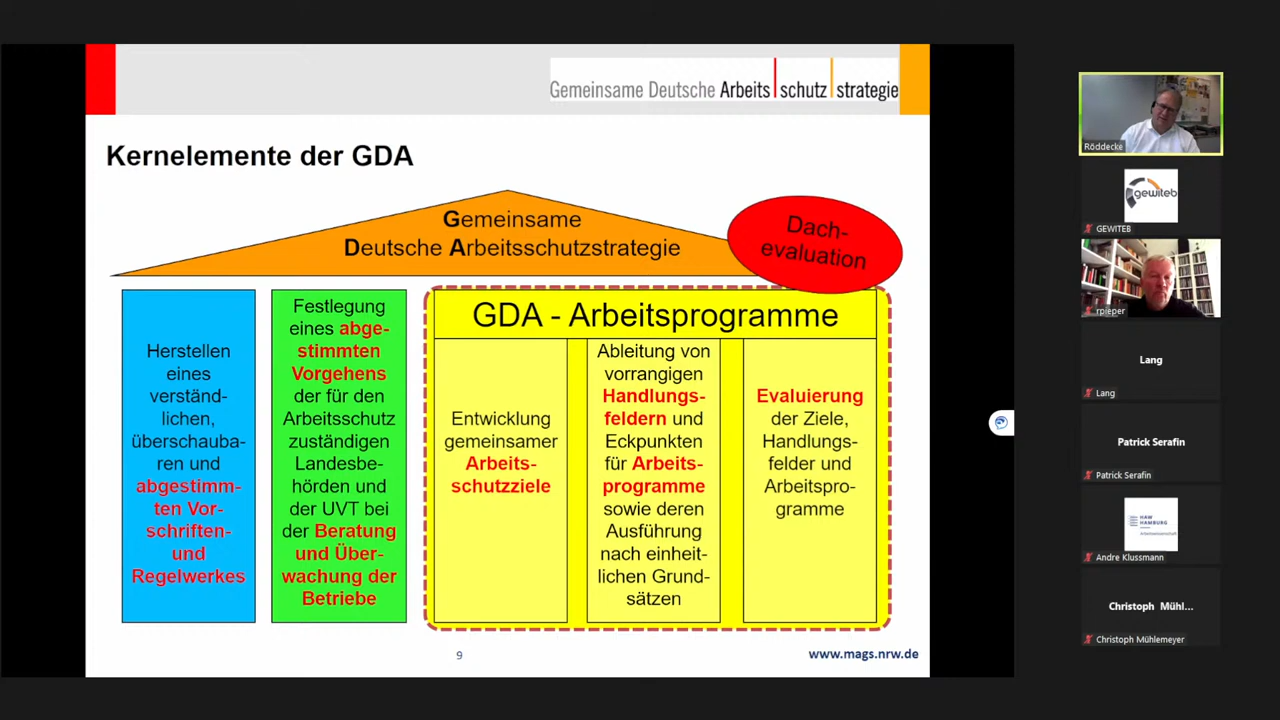 Gemeinsame Deutsche Arbeits schutz strategie
Kernelemente der GDA
Gemeinsame
Deutsche Arbeitsschutzstrategie
Dach-
evaluation
Herstellen
eines
verständ-
lichen,
überschauba-
ren und
abgestimm-
ten Vor-
schriften-
und
Regelwerkes
Festlegung
eines abge-
stimmten
Vorgehens
der für den
Arbeitsschutz
zuständigen
Landesbe-
hörden und
der UVT bei
der Beratung
und Über-
wachung der
Betriebe
GDA - Arbeitsprogramme
Entwicklung
gemeinsamer
Arbeits-
schutzziele
Ableitung von
vorrangigen
Handlungs-
feldern und
Eckpunkten
für Arbeits-
programme
sowie deren
Ausführung
nach einheit-
lichen Grund-
sätzen
Evaluierung
der Ziele,
Handlungs-
felder und
Arbeitspro-
gramme
9
www.mags.nrw.de
Röddecke
gewiteb
GEWITEB
rpieper
Lang
Lang
Patrick Serafin
Patrick Serafin
HAW
HAMBURG
Andre Klussmann
Christoph Mühl...
Christoph Mühlemeyer